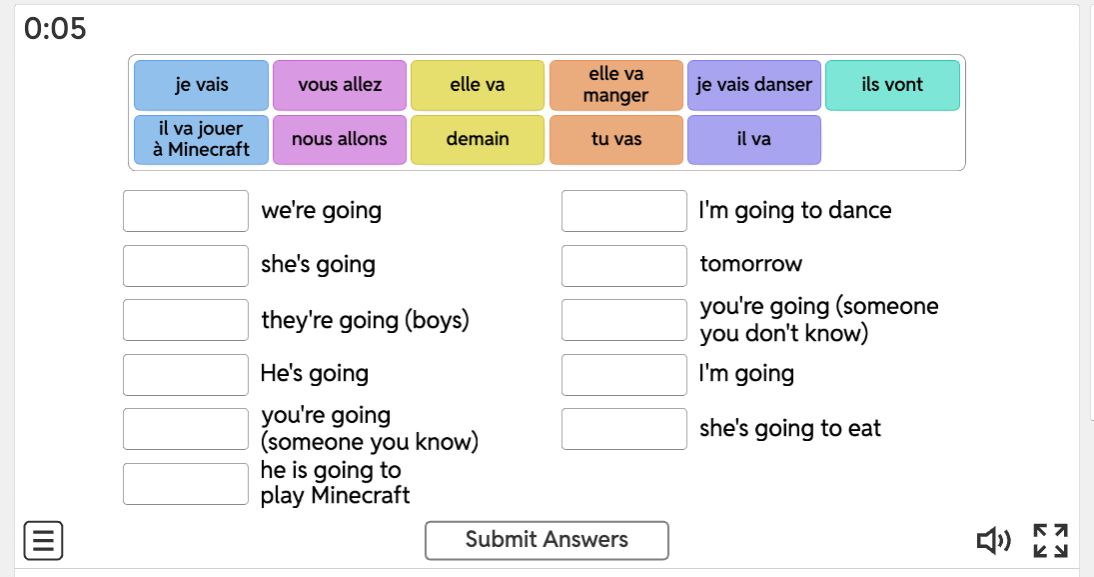 0:05
je vais
vous allez
elle va
elle va
manger
je vais danser
ils vont
il va jouer
à Minecraft
nous allons
demain
tu vas
il va
we're going
she's going
they're going (boys)
He's going
you're going
(someone you know)
he is going to
play Minecraft
I'm going to dance
tomorrow
you're going (someone
you don't know)
I'm going
she's going to eat
Submit Answers